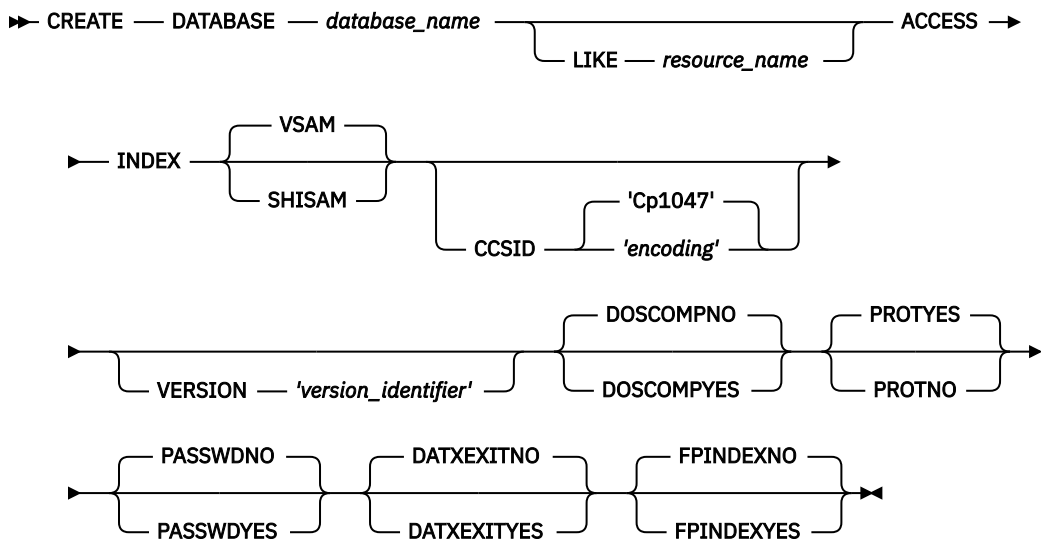 CREATE DATABASE database_name ACCESS
LIKE resource_name
VSAM
INDEX
SHISAM
'Cp1047'
CCSID 'encoding'
DOSCOMPNO PROTYES
VERSION 'version_identifier' DOSCOMPYES PROTNO
PASSWDNO DATXEXITNO FPINDEXNO
PASSWDYES DATXEXITYES FPINDEXYES